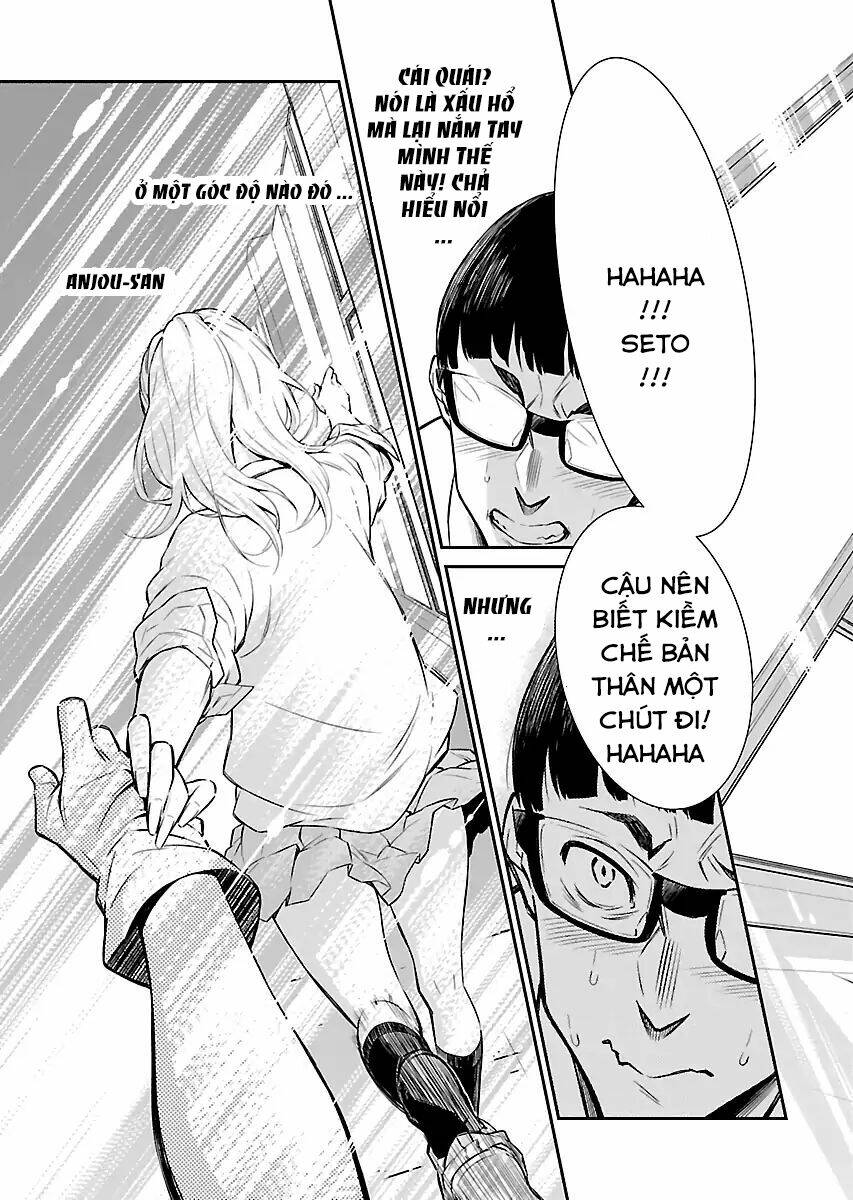 HAHAHA
!!!
SETO
!!!
CẬU NÊN
BIẾT KIỀM
CHẾ BẢN
THÂN MỘT
CHÚT ĐI!
HAHAHA
CÁI QUÁI?
NÓI LÀ XẤU HỔ
MÀ LẠI NẮM TAY
MÌNH THẾ
NÀY! CHẢ
HIỂU NỔI
...
NHƯNG
...
Ở MỘT GÓC ĐỘ NÀO ĐÓ ...
ANJOU-SAN